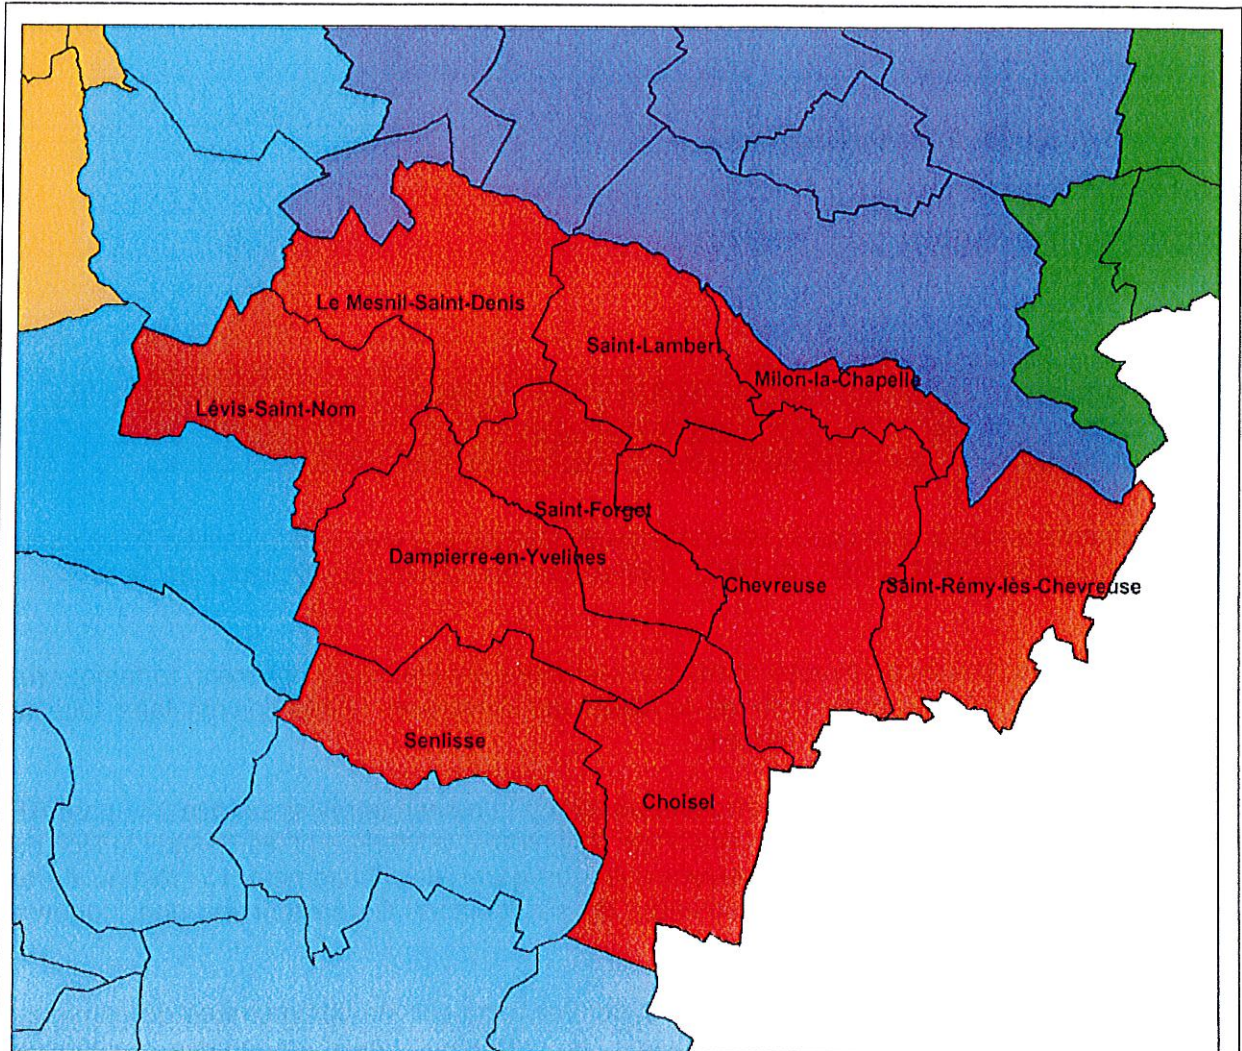 Le Mesnil-Saint-Denis
Saint-Lambert
Milon-la-Chapelle
Lévis-Saint-Nom
Saint-Forget
Dampierre-en-Yvelines
Chevreuse
Saint-Rémy-lès-Chevreuse
Senlisse
Choisel